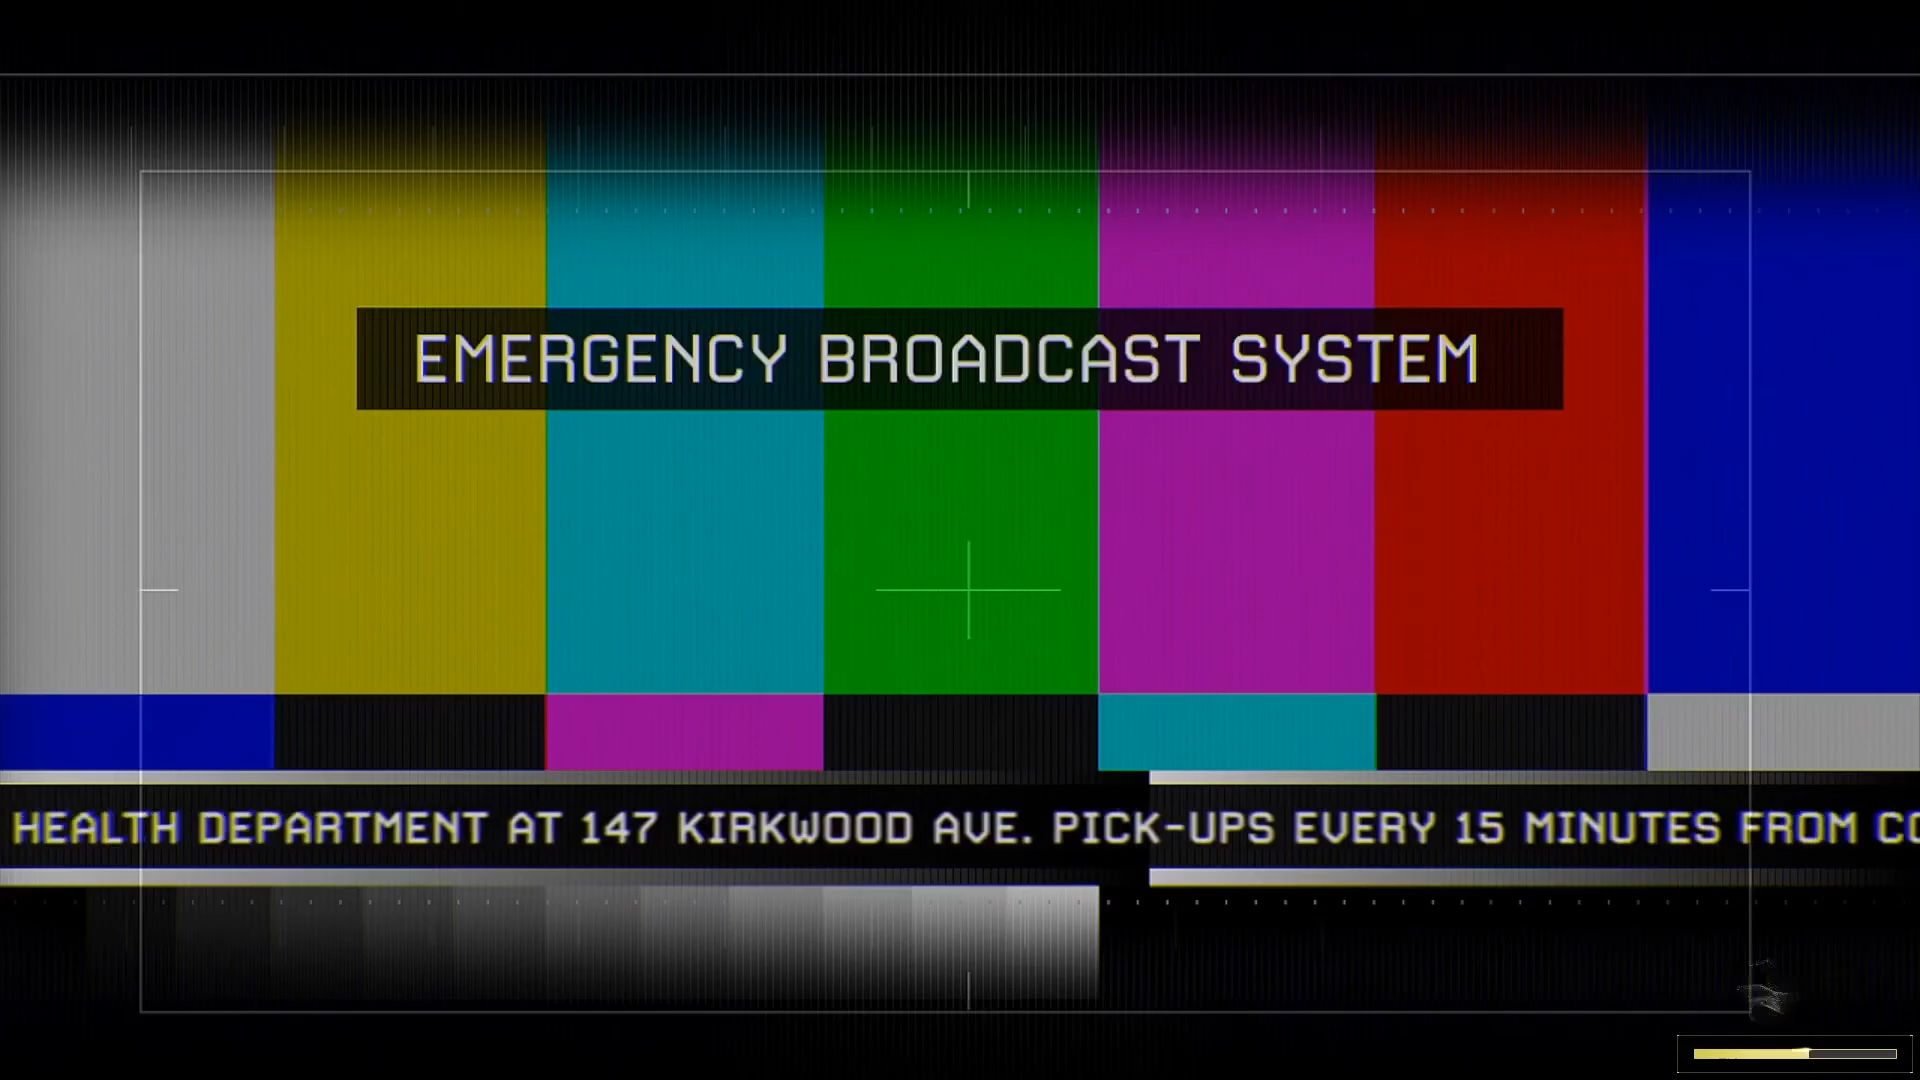 EMERGENCY BROADCAST SYSTEM
HEALTH DEPARTMENT AT 147 KIRKWOOD AVE. PICK-UPS EVERY 15 MINUTES FROM